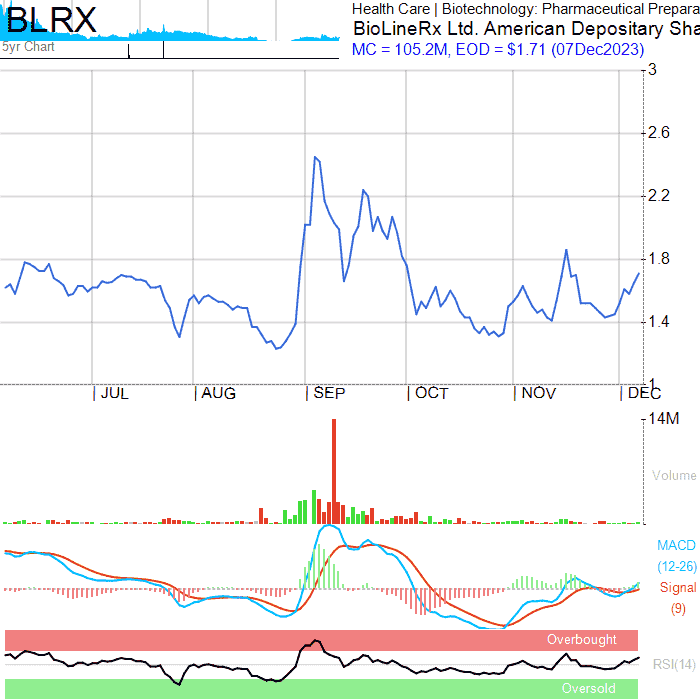 BLRX
5yr Chart
Health Care | Biotechnology: Pharmaceutical Prepara
BioLineRx Ltd. American Depositary Sha
MC = 105.2M, EOD = $1.71 (07Dec2023)
3
2.6
2.2
1.8
1.4
1
JUL
AUG
SEP
OCT
NOV
DEC
14M
Volume
MACD
(12-26)
Signal
(9)
Overbought
RSI(14)
Oversold